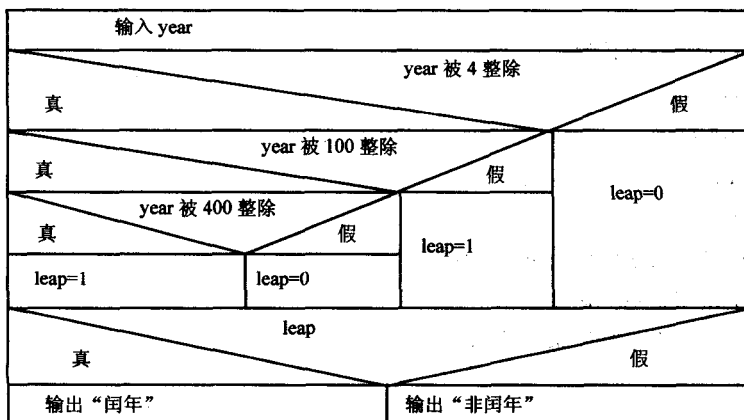 输入 year
year 被 4 整除
真
假
year 被 100 整除
真
假
leap=0
year 被 400 整除
真
假
leap=1
leap=1
leap=0
leap
真
假
输出“闰年”
输出“非闰年”